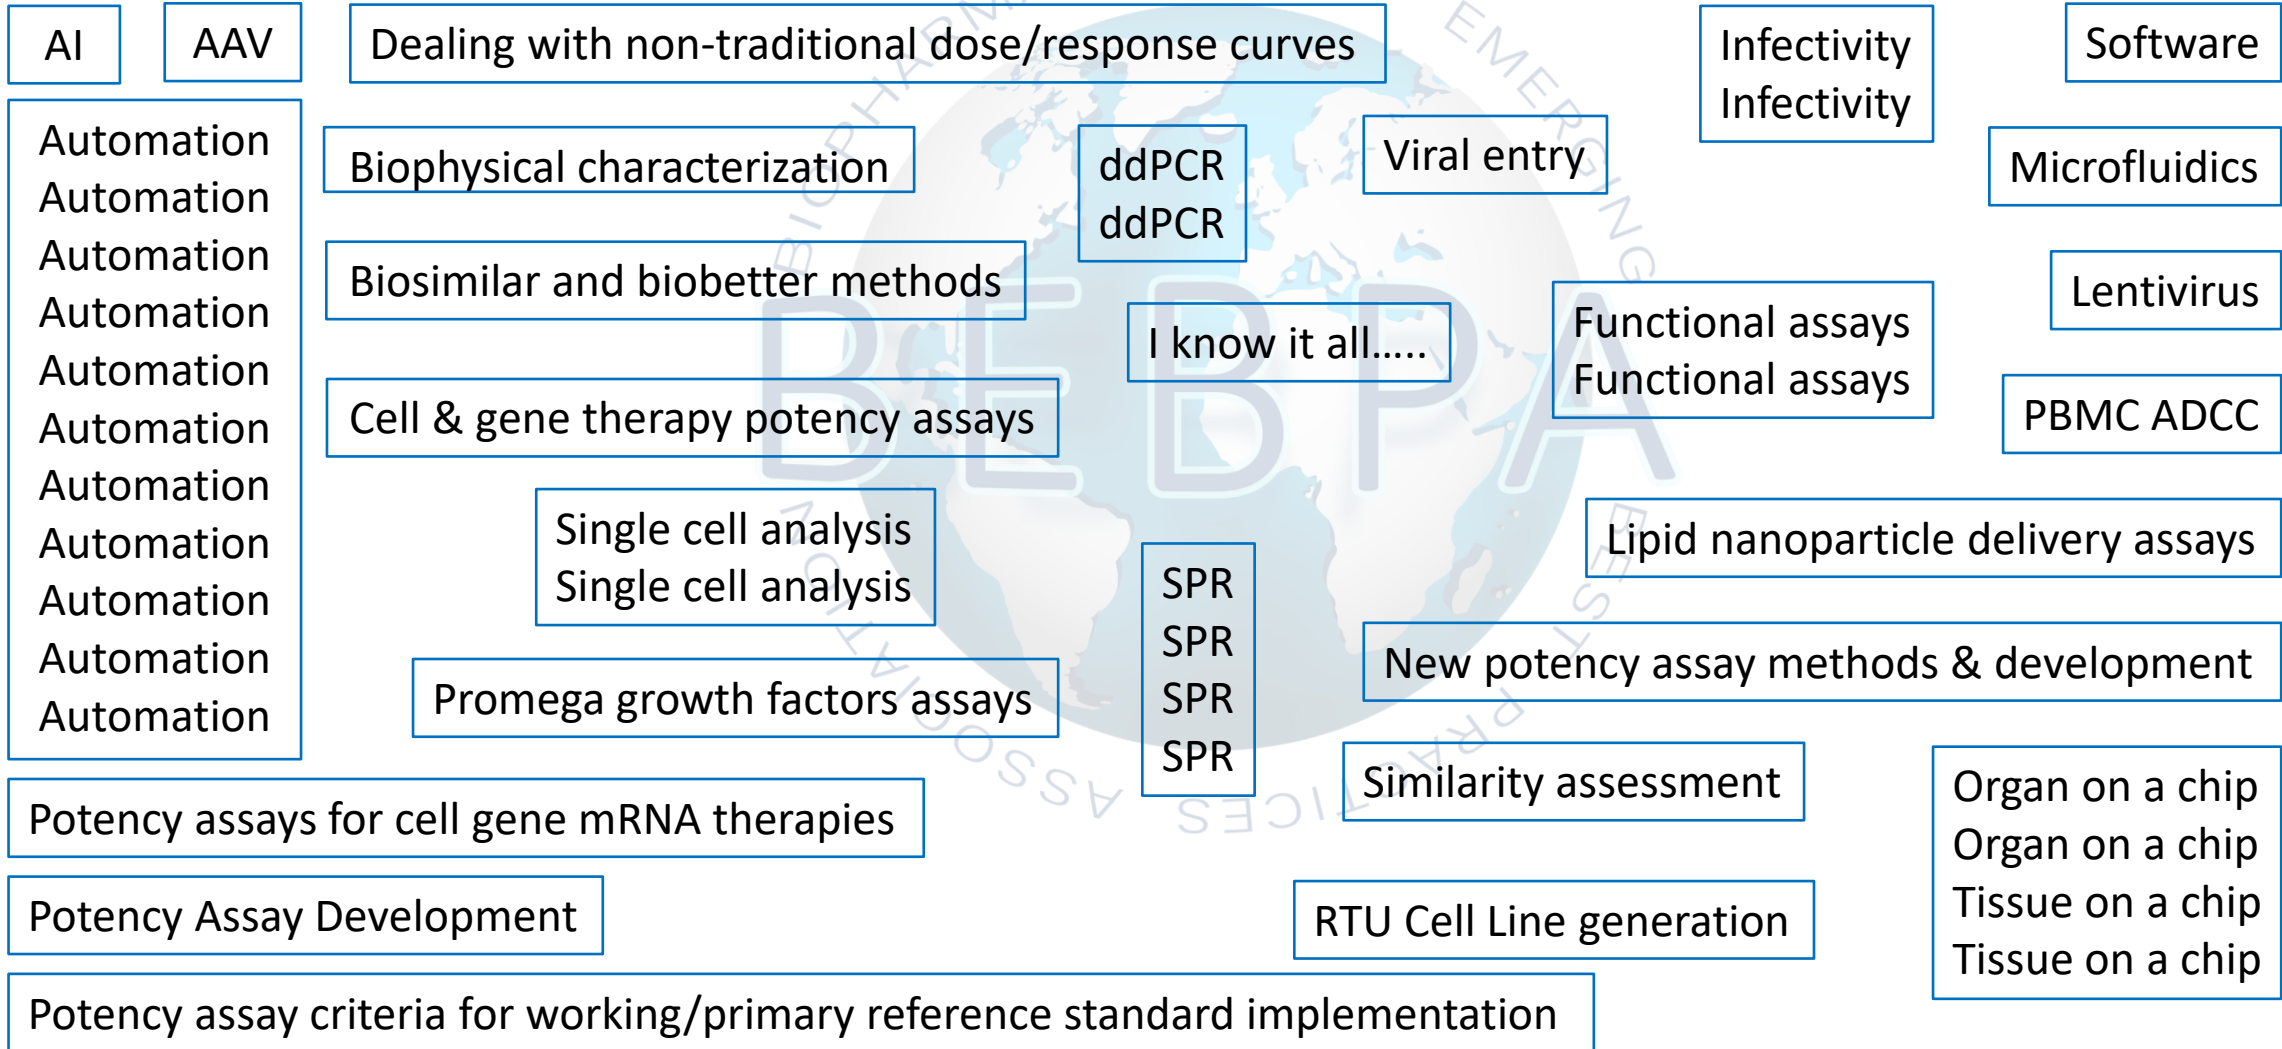 AI
AAV
Dealing with non-traditional dose/response curves
Infectivity
Infectivity
Software
Automation
Automation
Automation
Automation
Automation
Automation
Automation
Automation
Automation
Automation
Automation
Biophysical characterization
ddPCR
ddPCR
Viral entry
Microfluidics
Biosimilar and biobetter methods
I know it all.....
Functional assays
Functional assays
Lentivirus
Cell & gene therapy potency assays
PBMC ADCC
Single cell analysis
Single cell analysis
SPR
SPR
SPR
SPR
Lipid nanoparticle delivery assays
Promega growth factors assays
New potency assay methods & development
Similarity assessment
Organ on a chip
Organ on a chip
Tissue on a chip
Tissue on a chip
Potency assays for cell gene mRNA therapies
Potency Assay Development
RTU Cell Line generation
Potency assay criteria for working/primary reference standard implementation
BEBPA
EMERGING
BEST PRACTICES ASSOCIATION